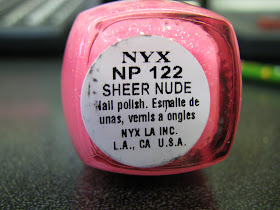 NYX
NP 122
SHEER NUDE
Nail polish. Esmalte de
unas, vernis a ongles
NYX LA INC.
L.A., CA U.S.A.